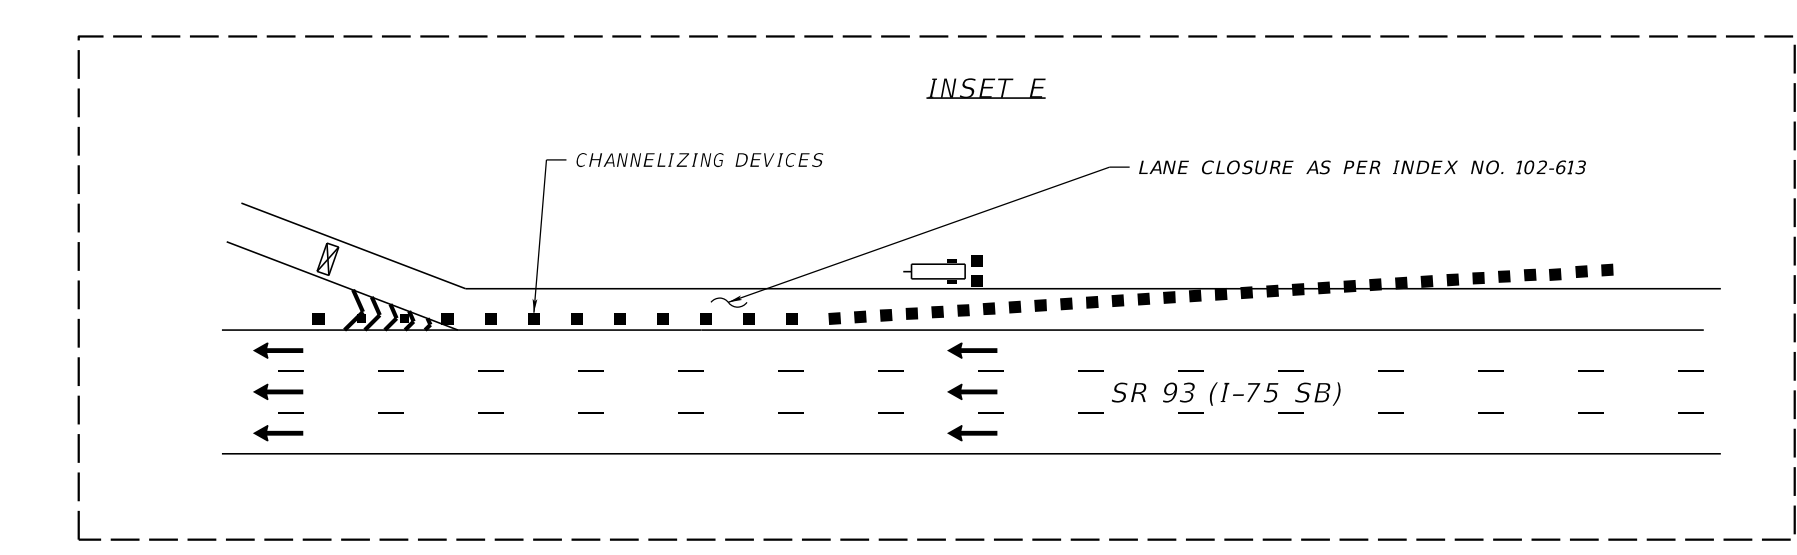 INSET E
CHANNELIZING DEVICES
LANE CLOSURE AS PER INDEX NO. 102-613
SR 93 (I-75 SB)